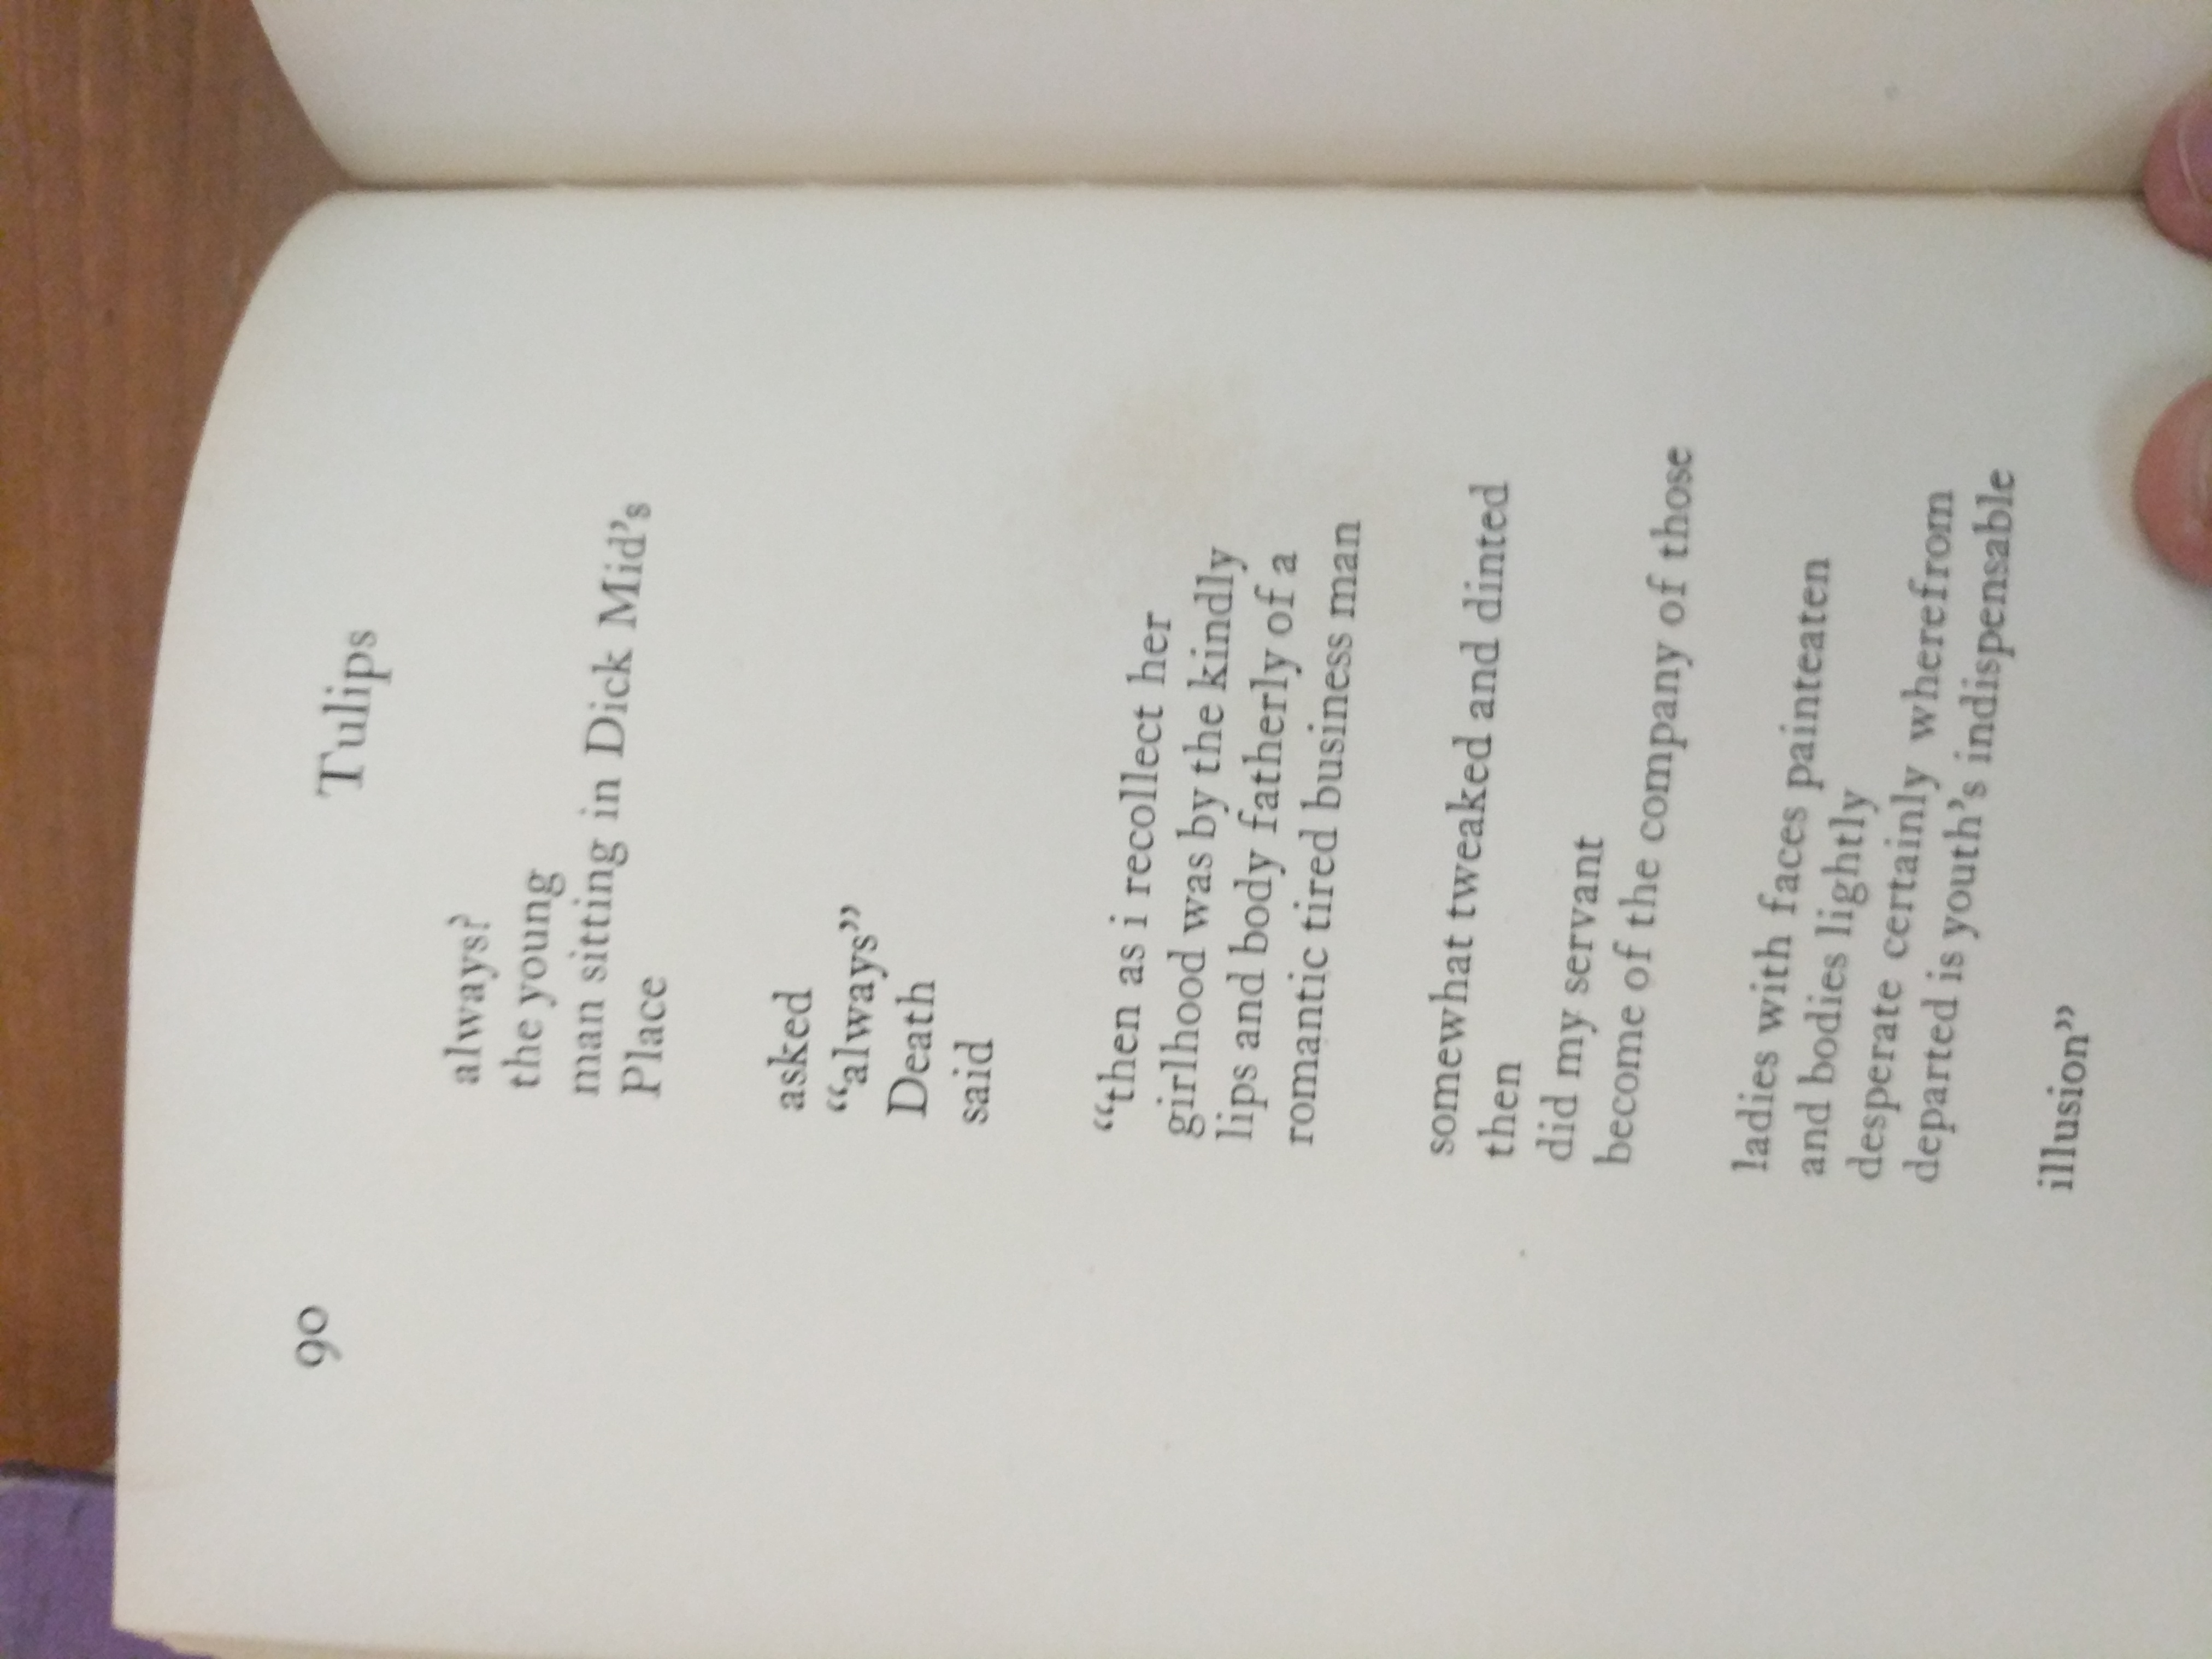 90
Tulips
always?
the young
man sitting in Dick Mid's
Place
asked
“always”
Death
said
“then as i recollect her
girlhood was by the kindly
lips and body fatherly of a
romantic tired business man
somewhat tweaked and dinted
then
did my servant
become of the company of those
ladies with faces painteaten
and bodies lightly
desperate certainly wherefrom
departed is youth's indispensable
illusion”